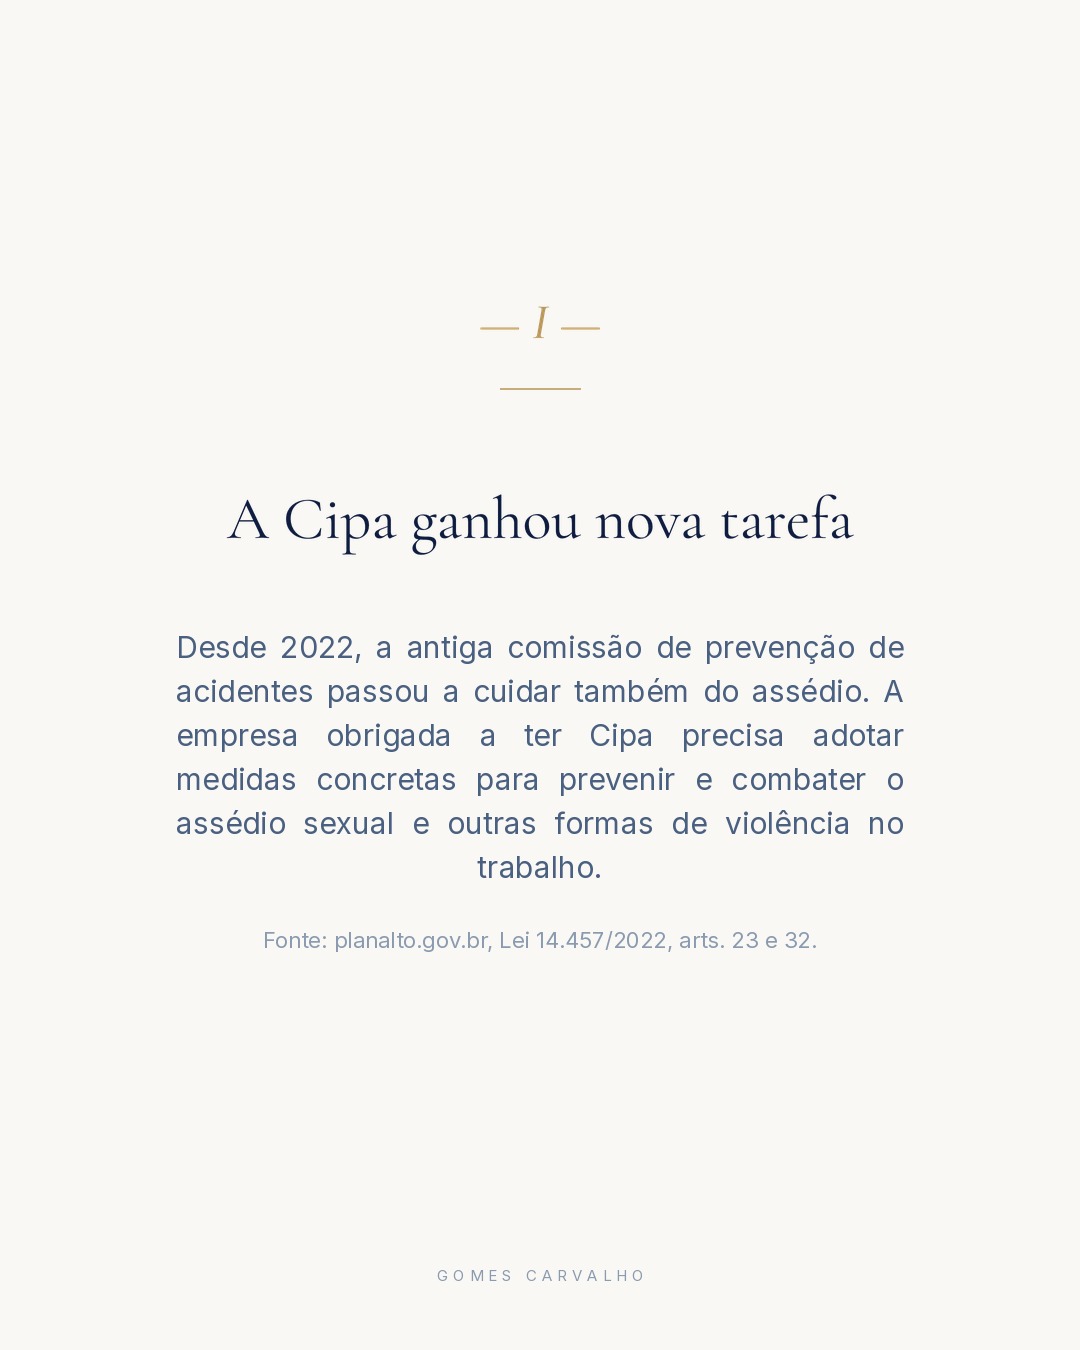 — I —
A Cipa ganhou nova tarefa
Desde 2022, a antiga comissão de prevenção de
acidentes passou a cuidar também do assédio. A
empresa obrigada a ter Cipa precisa adotar
medidas concretas para prevenir e combater o
assédio sexual e outras formas de violência no
trabalho.
Fonte: planalto.gov.br, Lei 14.457/2022, arts. 23 e 32.
GOMES CARVALHO